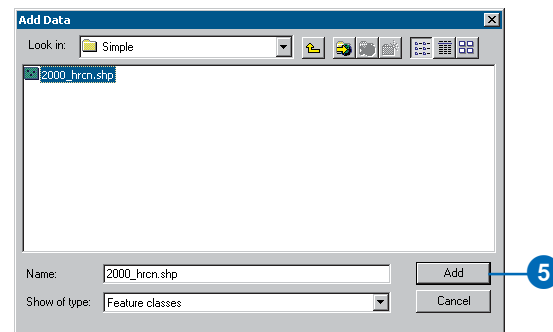 Add Data
Look in: Simple
2000_hrcn.shp
Name: 2000_hrcn.shp Add
5
Show of type: Feature classes Cancel